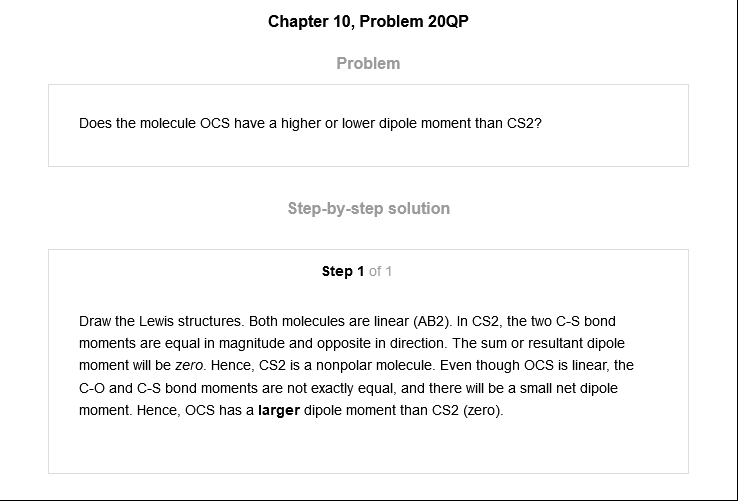 Chapter 10, Problem 20QP
Problem
Does the molecule OCS have a higher or lower dipole moment than CS2?
Step-by-step solution
Step 1 of 1
Draw the Lewis structures. Both molecules are linear (AB2). In CS2, the two C-S bond
moments are equal in magnitude and opposite in direction. The sum or resultant dipole
moment will be zero. Hence, CS2 is a nonpolar molecule. Even though OCS is linear, the
C-O and C-S bond moments are not exactly equal, and there will be a small net dipole
moment. Hence, OCS has a larger dipole moment than CS2 (zero).